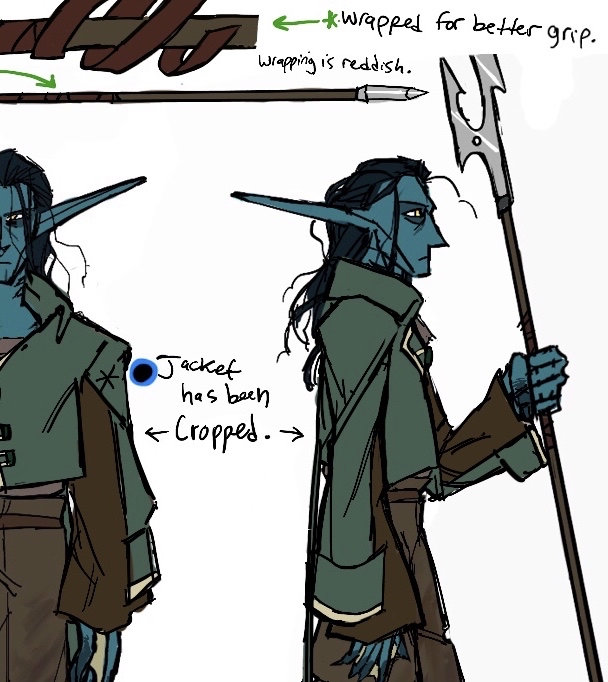 *Wrapped for better grip.
Wrapping is reddish.
Jacket
has been
Cropped.